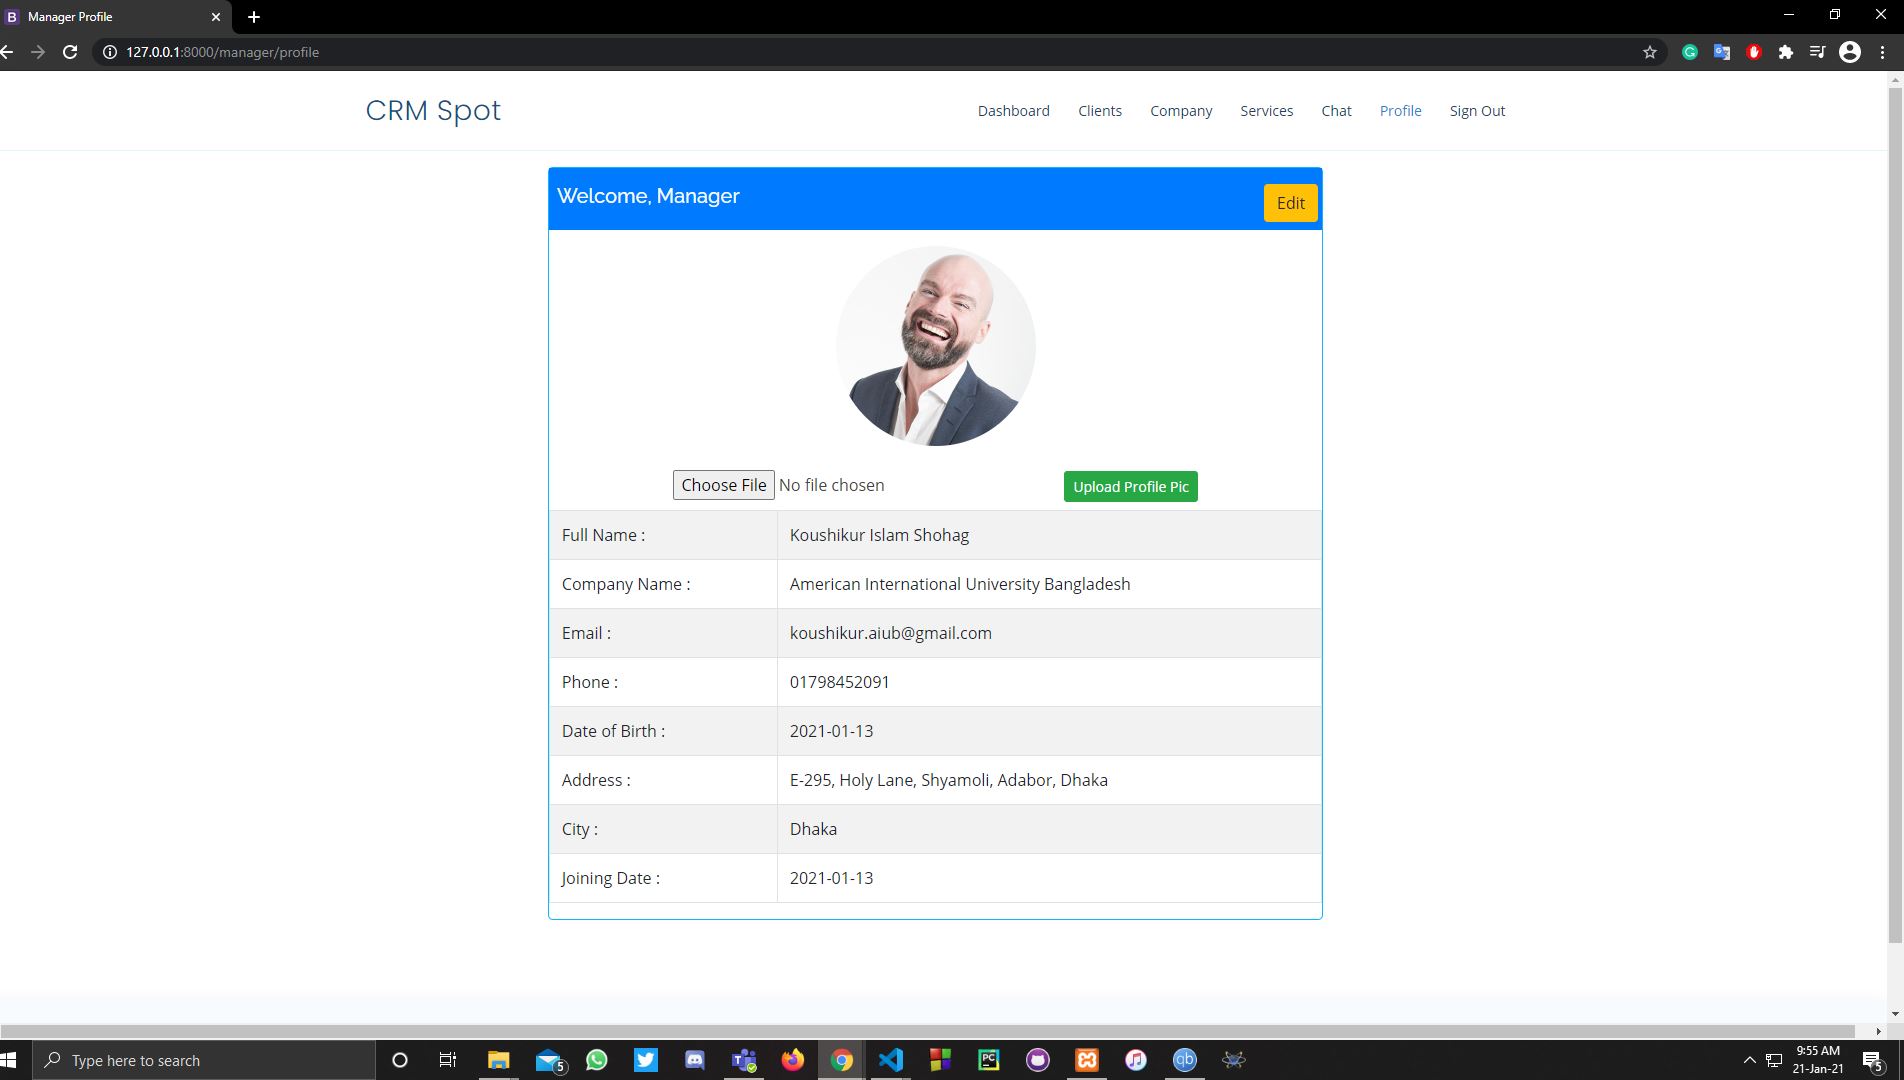 Manager Profile
127.0.0.1:8000/manager/profile
CRM Spot
Dashboard Clients Company Services Chat Profile Sign Out
Welcome, Manager
Edit
Choose File No file chosen
Upload Profile Pic
Full Name : Koushikur Islam Shohag
Company Name : American International University Bangladesh
Email : koushikur.aiub@gmail.com
Phone : 01798452091
Date of Birth : 2021-01-13
Address : E-295, Holy Lane, Shyamoli, Adabor, Dhaka
City : Dhaka
Joining Date : 2021-01-13
Type here to search
5
PC
qb
9:55 AM
21-Jan-21
5